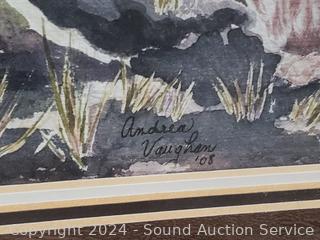 Andrea
Vaughan
'08
Copyright © 2024 - Sound Auction Service